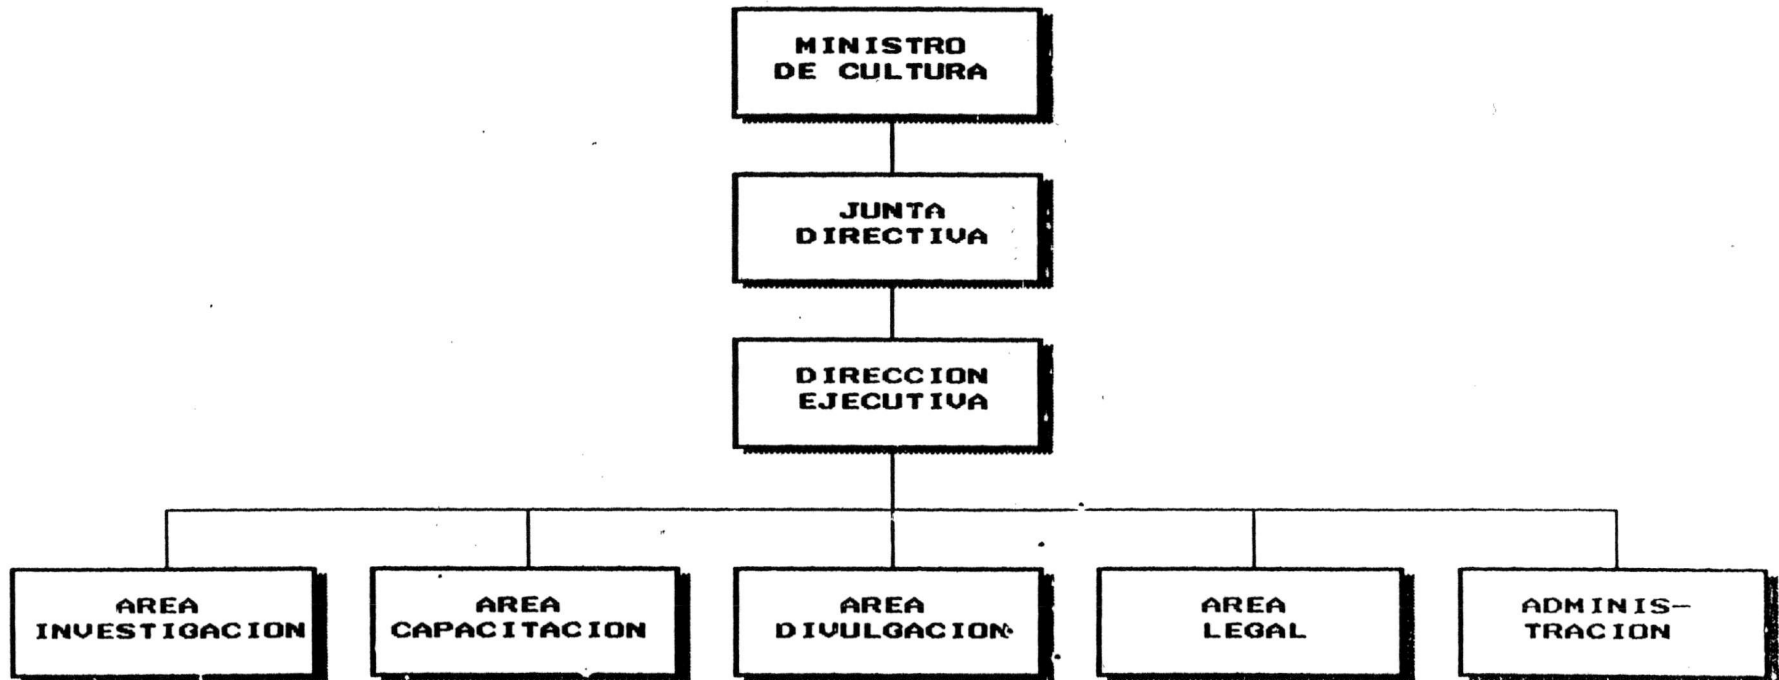 MINISTRO
DE CULTURA
JUNTA
DIRECTIVA
DIRECCION
EJECUTIVA
AREA
INVESTIGACION
AREA
CAPACITACION
AREA
DIVULGACION
AREA
LEGAL
ADMINIS-
TRACION